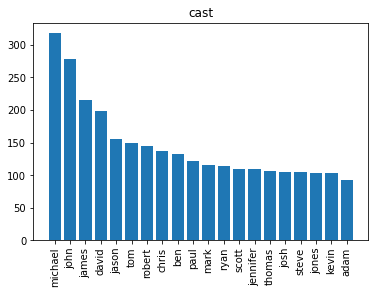 cast
300
250
200
150
100
50
0
michael
john
james
david
jason
tom
robert
chris
ben
paul
mark
ryan
scott
jennifer
thomas
josh
steve
jones
kevin
adam